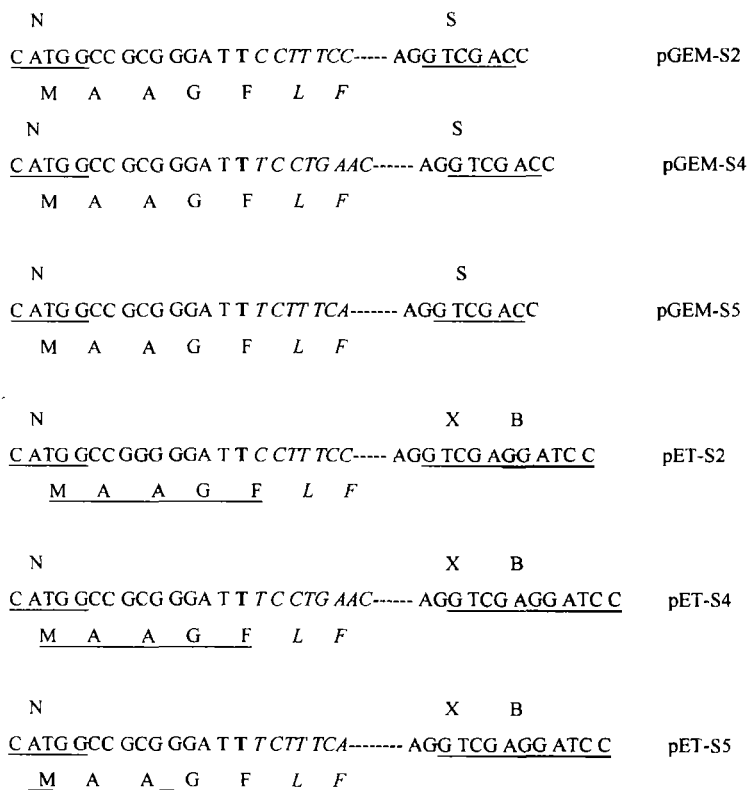 N S
C ATG GCC GCG GGA T T C CTT TCC----- AGG TCG ACC pGEM-S2
M A A G F L F
N S
C ATG GCC GCG GGA T T T C CTG AAC------ AGG TCG ACC pGEM-S4
M A A G F L F
N S
C ATG GCC GCG GGA T T T CTT TCA------- AGG TCG ACC pGEM-S5
M A A G F L F
N X B
C ATG GCC GGG GGA T T C CTT TCC----- AGG TCG AGG ATC C pET-S2
M A A G F L F
N X B
C ATG GCC GCG GGA T T T C CTG AAC------ AGG TCG AGG ATC C pET-S4
M A A G F L F
N X B
C ATG GCC GCG GGA T T T CTT TCA-------- AGG TCG AGG ATC C pET-S5
M A A G F L F